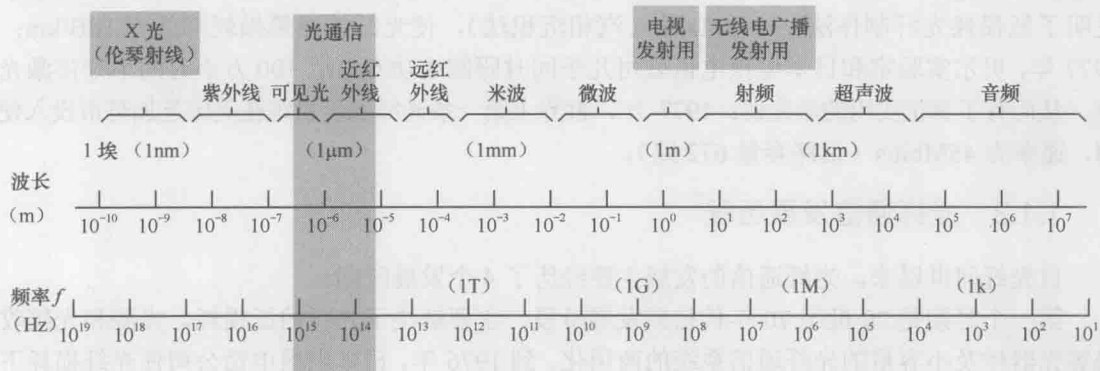 X 光
(伦琴射线)
光通信
电视
发射用
无线电广播
发射用
紫外线 可见光 近红外线 远红外线 米波 微波 射频 超声波 音频
1 埃 (1nm) (1μm) (1mm) (1m) (1km)
波长
(m)
10⁻¹⁰ 10⁻⁹ 10⁻⁸ 10⁻⁷ 10⁻⁶ 10⁻⁵ 10⁻⁴ 10⁻³ 10⁻² 10⁻¹ 10⁰ 10¹ 10² 10³ 10⁴ 10⁵ 10⁶ 10⁷
(1T) (1G) (1M) (1k)
频率f
(Hz)
10¹⁹ 10¹⁸ 10¹⁷ 10¹⁶ 10¹⁵ 10¹⁴ 10¹³ 10¹² 10¹¹ 10¹⁰ 10⁹ 10⁸ 10⁷ 10⁶ 10⁵ 10⁴ 10³ 10² 10¹